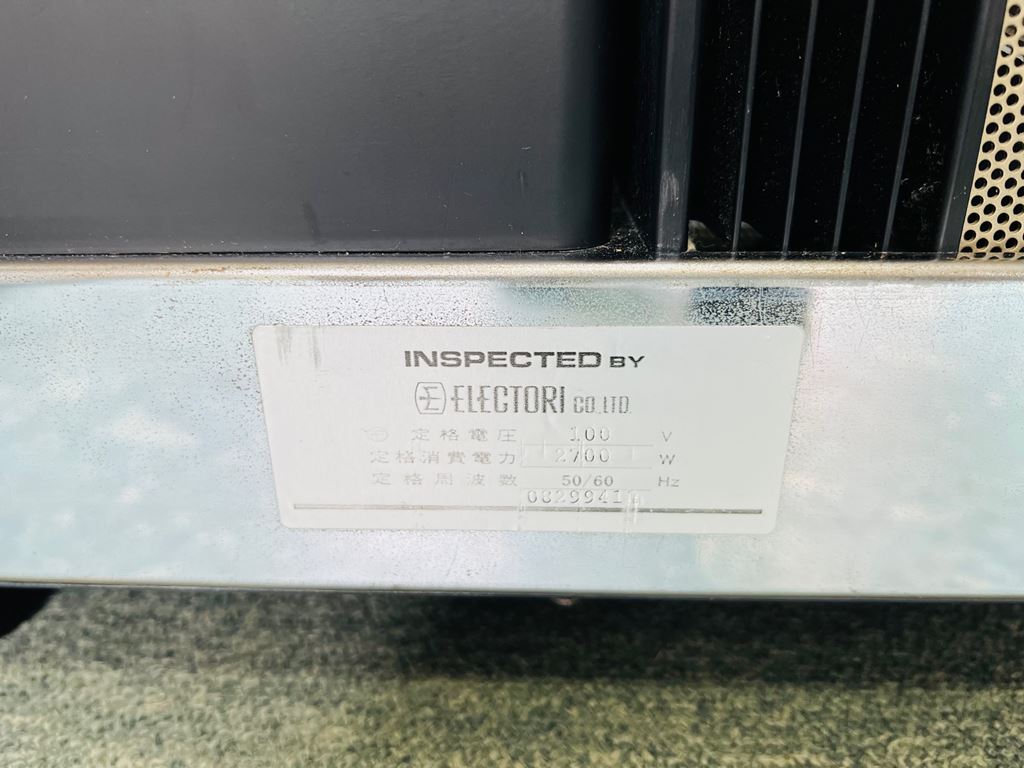 INSPECTED BY
ELECTORI CO.,LTD.
定格電圧 100 V
定格消費電力 2700 W
定格周波数 50/60 Hz